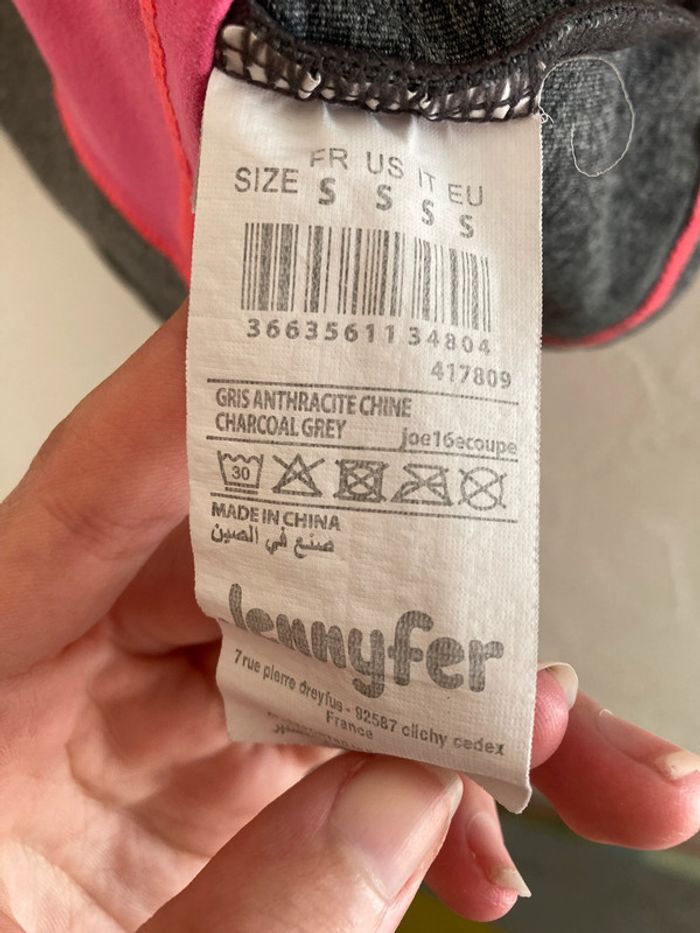 FR US IT EU
SIZE S S S S
3663561134804
417809
GRIS ANTHRACITE CHINE
CHARCOAL GREY joe16ecoupe
30
MADE IN CHINA
صنع في الصين
Jennyfer
7 rue pierre dreyfus - 92587 clichy cedex
France